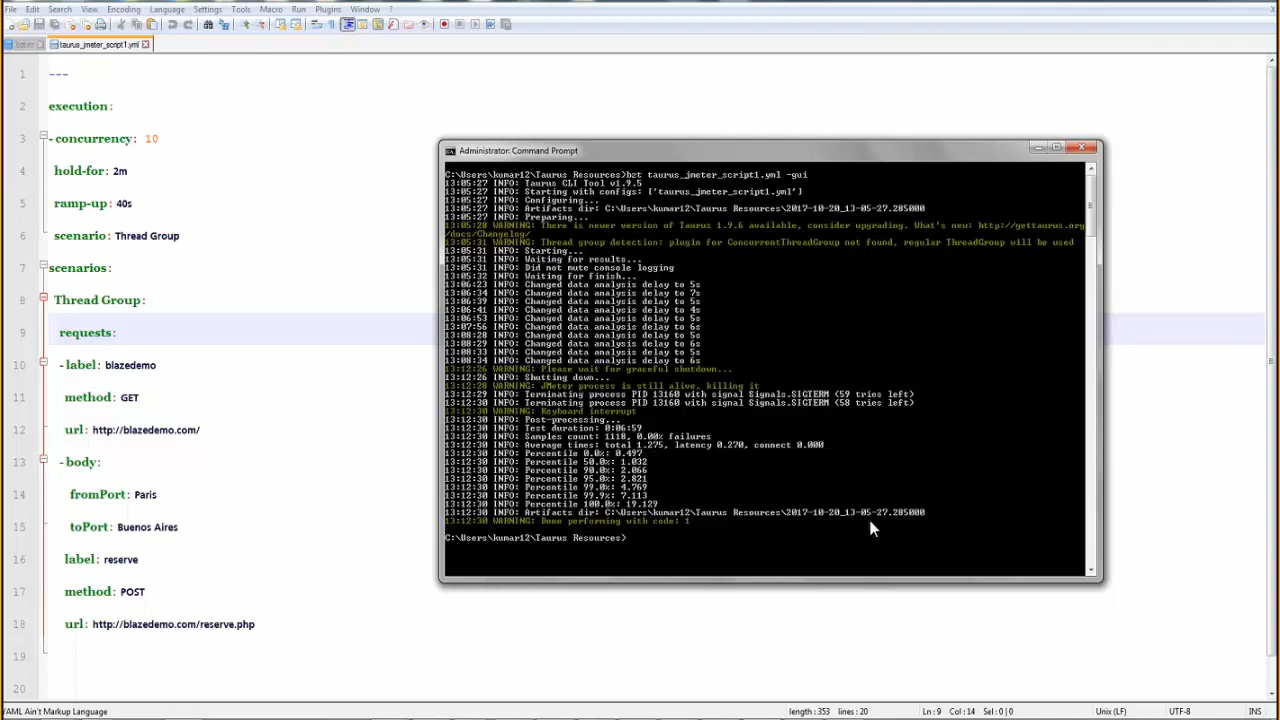 File Edit Search View Encoding Language Settings Tools Macro Run Plugins Window ? X
bzt-rc taurus_jmeter_script1.yml
1 ---
2 execution:
3 - concurrency: 10
4 hold-for: 2m
5 ramp-up: 40s
6 scenario: Thread Group
7 scenarios:
8 Thread Group:
9 requests:
10 - label: blazedemo
11 method: GET
12 url: http://blazedemo.com/
13 - body:
14 fromPort: Paris
15 toPort: Buenos Aires
16 label: reserve
17 method: POST
18 url: http://blazedemo.com/reserve.php
19
20
Administrator: Command Prompt
C:\Users\kumar12\Taurus Resources>bzt taurus_jmeter_script1.yml -gui
13:05:27 INFO: Taurus CLI Tool v1.9.5
13:05:27 INFO: Starting with configs: ['taurus_jmeter_script1.yml']
13:05:27 INFO: Configuring...
13:05:27 INFO: Artifacts dir: C:\Users\kumar12\Taurus Resources\2017-10-20_13-05-27.285000
13:05:27 INFO: Preparing...
13:05:28 WARNING: There is newer version of Taurus 1.9.6 available, consider upgrading. What's new: http://gettaurus.org
/docs/Changelog/
13:05:31 WARNING: Thread group detection: plugin for ConcurrentThreadGroup not found, regular ThreadGroup will be used
13:05:31 INFO: Starting...
13:05:31 INFO: Waiting for results...
13:05:31 INFO: Did not mute console logging
13:05:32 INFO: Waiting for finish...
13:06:23 INFO: Changed data analysis delay to 5s
13:06:34 INFO: Changed data analysis delay to 7s
13:06:39 INFO: Changed data analysis delay to 5s
13:06:41 INFO: Changed data analysis delay to 4s
13:06:53 INFO: Changed data analysis delay to 5s
13:07:56 INFO: Changed data analysis delay to 6s
13:08:28 INFO: Changed data analysis delay to 5s
13:08:29 INFO: Changed data analysis delay to 6s
13:08:33 INFO: Changed data analysis delay to 5s
13:08:34 INFO: Changed data analysis delay to 6s
13:12:26 WARNING: Please wait for graceful shutdown...
13:12:26 INFO: Shutting down...
13:12:28 WARNING: JMeter process is still alive, killing it
13:12:29 INFO: Terminating process PID 13160 with signal Signals.SIGTERM (59 tries left)
13:12:30 INFO: Terminating process PID 13160 with signal Signals.SIGTERM (58 tries left)
13:12:30 WARNING: Keyboard interrupt
13:12:30 INFO: Post-processing...
13:12:30 INFO: Test duration: 0:06:59
13:12:30 INFO: Samples count: 1118, 0.00% failures
13:12:30 INFO: Average times: total 1.275, latency 0.270, connect 0.000
13:12:30 INFO: Percentile 0.0%: 0.497
13:12:30 INFO: Percentile 50.0%: 1.032
13:12:30 INFO: Percentile 90.0%: 2.066
13:12:30 INFO: Percentile 95.0%: 2.821
13:12:30 INFO: Percentile 99.0%: 4.769
13:12:30 INFO: Percentile 99.9%: 7.113
13:12:30 INFO: Percentile 100.0%: 19.129
13:12:30 INFO: Artifacts dir: C:\Users\kumar12\Taurus Resources\2017-10-20_13-05-27.285000
13:12:30 WARNING: Done performing with code: 1
C:\Users\kumar12\Taurus Resources>
YAML Ain't Markup Language length : 353 lines : 20 Ln : 9 Col : 14 Sel : 0 | 0 Unix (LF) UTF-8 INS